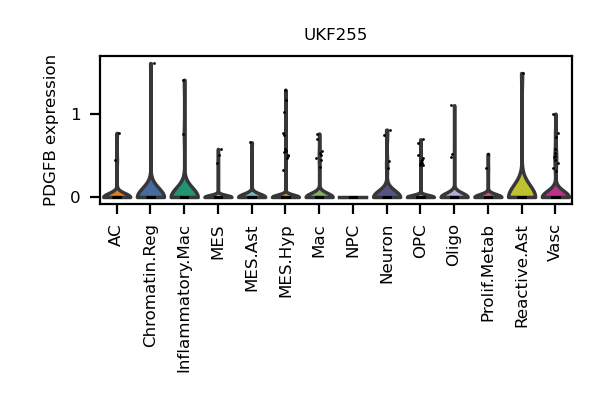 UKF255
PDGFB expression
1
0
AC
Chromatin.Reg
Inflammatory.Mac
MES
MES.Ast
MES.Hyp
Mac
NPC
Neuron
OPC
Oligo
Prolif.Metab
Reactive.Ast
Vasc